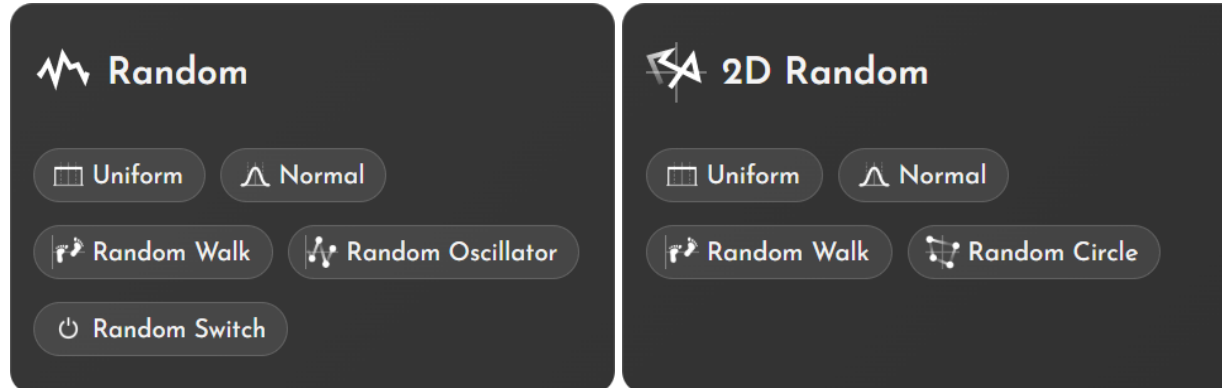 Random
Uniform Normal
Random Walk Random Oscillator
Random Switch
2D Random
Uniform Normal
Random Walk Random Circle